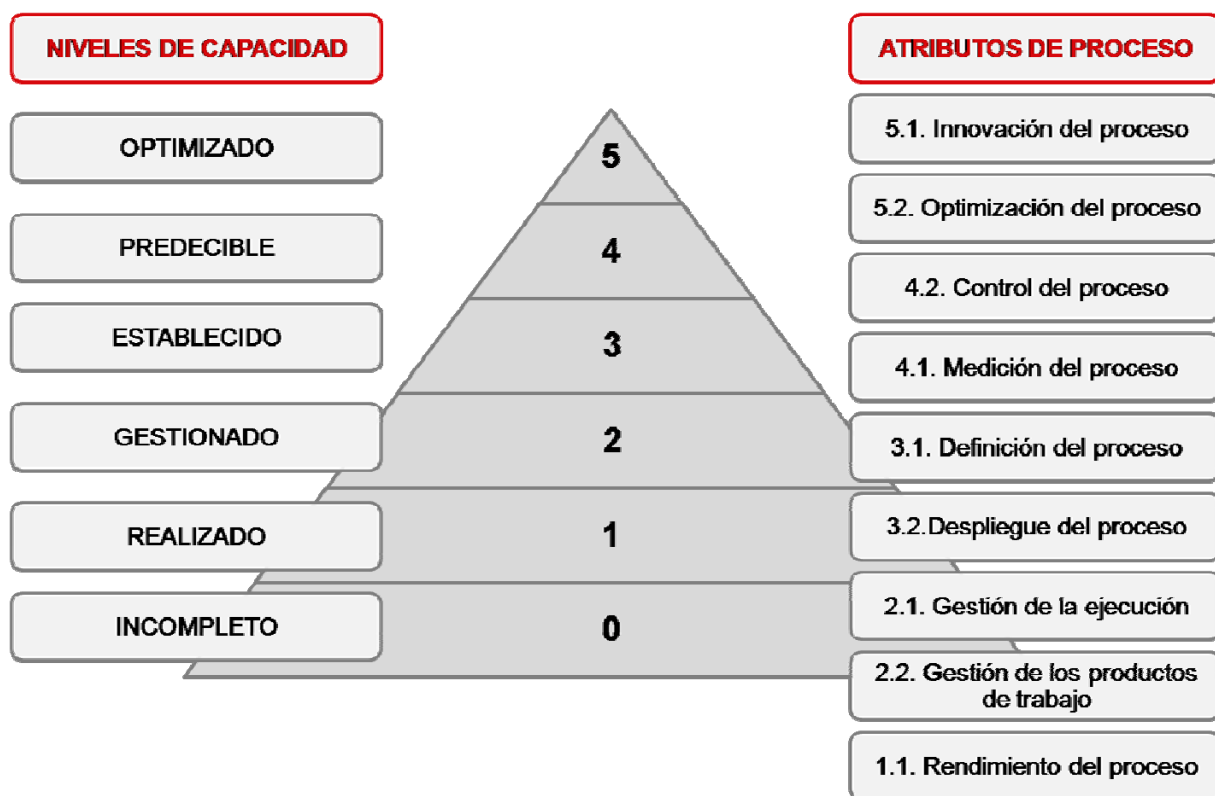 NIVELES DE CAPACIDAD
OPTIMIZADO
PREDECIBLE
ESTABLECIDO
GESTIONADO
REALIZADO
INCOMPLETO
5
4
3
2
1
0
ATRIBUTOS DE PROCESO
5.1. Innovación del proceso
5.2. Optimización del proceso
4.2. Control del proceso
4.1. Medición del proceso
3.1. Definición del proceso
3.2.Despliegue del proceso
2.1. Gestión de la ejecución
2.2. Gestión de los productos
de trabajo
1.1. Rendimiento del proceso